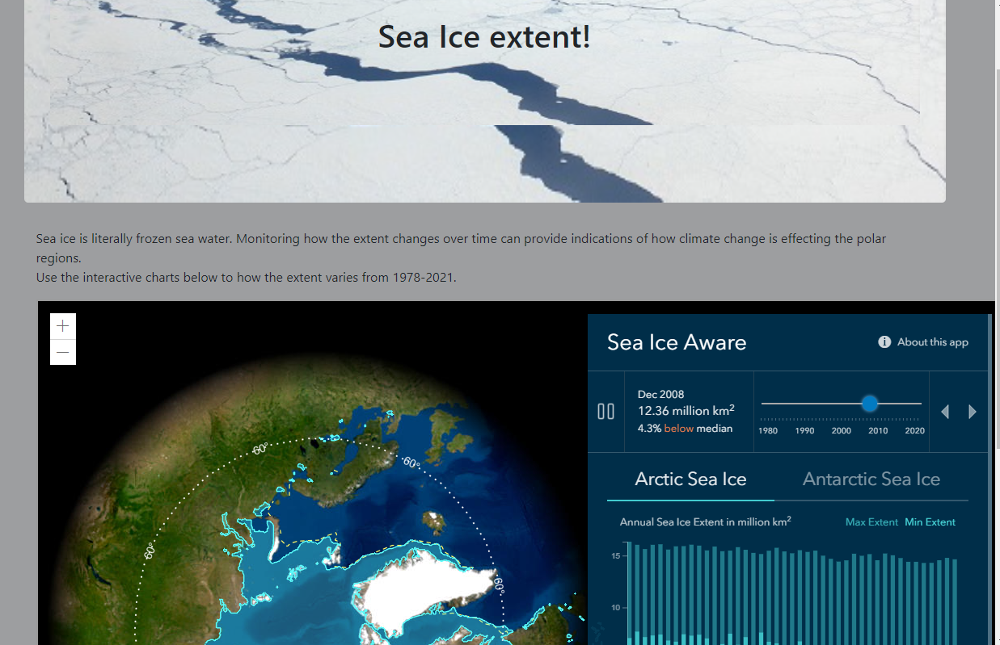 Sea Ice extent!
Sea ice is literally frozen sea water. Monitoring how the extent changes over time can provide indications of how climate change is effecting the polar
regions.
Use the interactive charts below to how the extent varies from 1978-2021.
+
−
60°
60°
60°
60°
Sea Ice Aware
i About this app
Dec 2008
12.36 million km²
4.3% below median
1980 1990 2000 2010 2020
Arctic Sea Ice Antarctic Sea Ice
Annual Sea Ice Extent in million km² Max Extent Min Extent
15
10